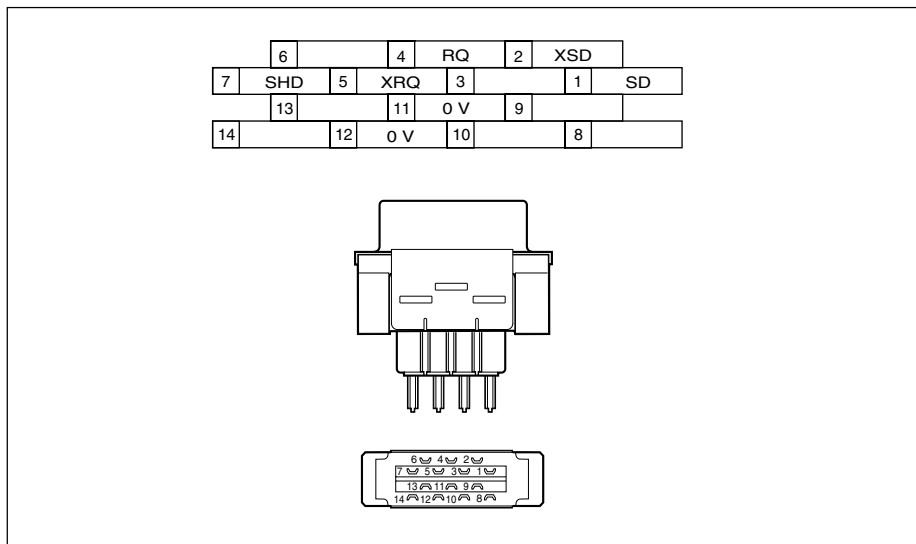 6 4 RQ 2 XSD
7 SHD 5 XRQ 3 1 SD
13 11 0 V 9
14 12 0 V 10 8
6 4 2
7 5 3 1
13 11 9
14 12 10 8